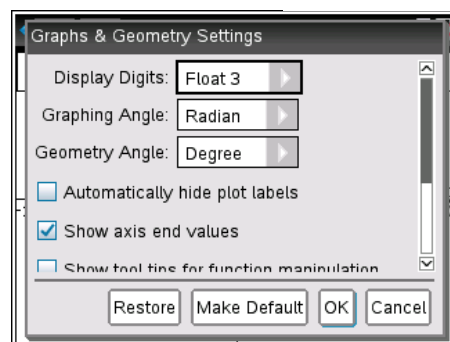 Graphs & Geometry Settings
Display Digits: Float 3
Graphing Angle: Radian
Geometry Angle: Degree
Automatically hide plot labels
Show axis end values
Show tool tips for function manipulation
Restore Make Default OK Cancel